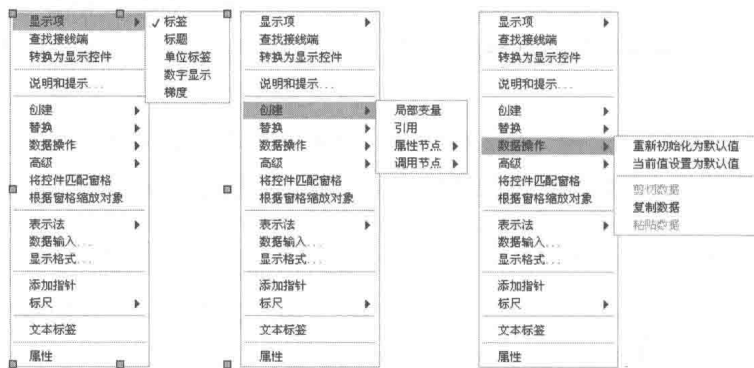 显示项
查找接线端
转换为显示控件
说明和提示...
创建
替换
数据操作
高级
将控件匹配窗格
根据窗格缩放对象
表示法
数据输入...
显示格式...
添加指针
标尺
文本标签
属性
标签
标题
单位标签
数字显示
梯度
显示项
查找接线端
转换为显示控件
说明和提示...
创建
替换
数据操作
高级
将控件匹配窗格
根据窗格缩放对象
表示法
数据输入...
显示格式...
添加指针
标尺
文本标签
属性
局部变量
引用
属性节点
调用节点
显示项
查找接线端
转换为显示控件
说明和提示...
创建
替换
数据操作
高级
将控件匹配窗格
根据窗格缩放对象
表示法
数据输入...
显示格式...
添加指针
标尺
文本标签
属性
重新初始化为默认值
当前值设置为默认值
剪切数据
复制数据
粘贴数据